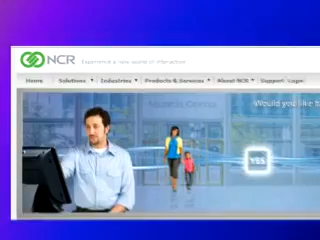 NCR Experience a new world of interaction
Home Solutions Industries Products & Services About NCR Support Login
Would you like t
YES